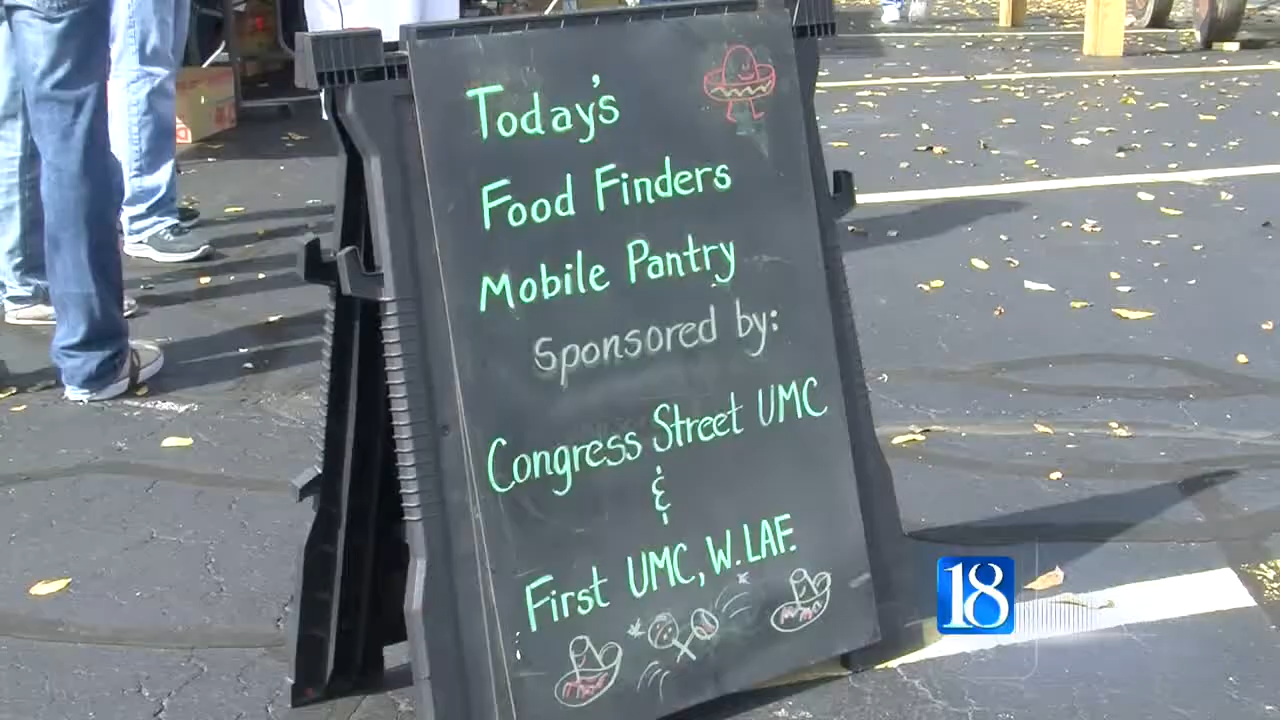 Today's
Food Finders
Mobile Pantry
Sponsored by:
Congress Street UMC
&
First UMC, W. LAF.
18